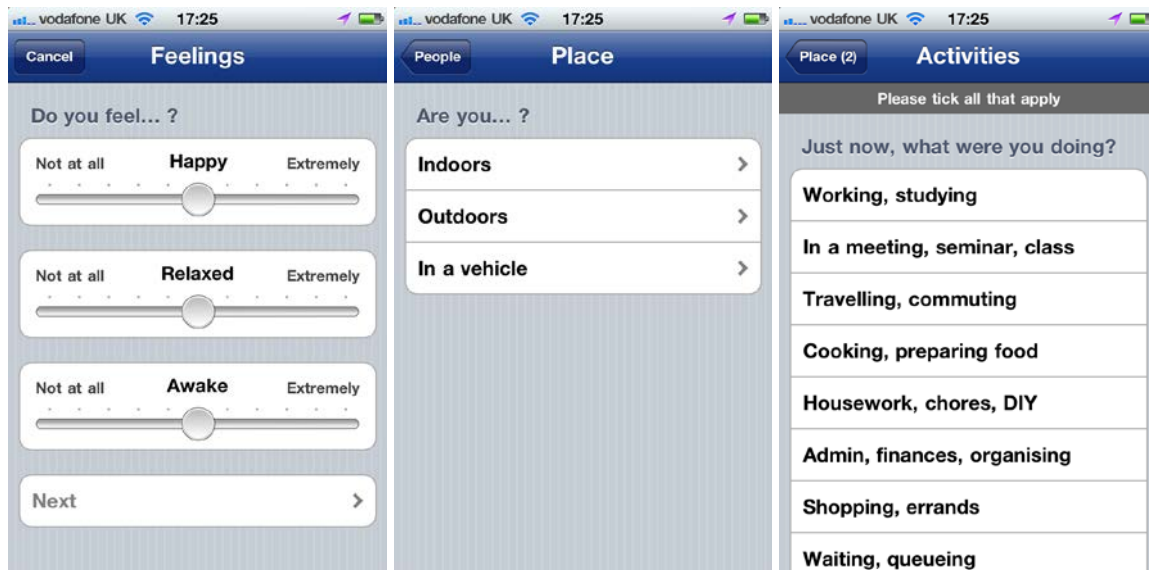 vodafone UK 17:25
Cancel Feelings
Do you feel... ?
Not at all Happy Extremely
Not at all Relaxed Extremely
Not at all Awake Extremely
Next
vodafone UK 17:25
People Place
Are you... ?
Indoors
Outdoors
In a vehicle
vodafone UK 17:25
Place (2) Activities
Please tick all that apply
Just now, what were you doing?
Working, studying
In a meeting, seminar, class
Travelling, commuting
Cooking, preparing food
Housework, chores, DIY
Admin, finances, organising
Shopping, errands
Waiting, queueing